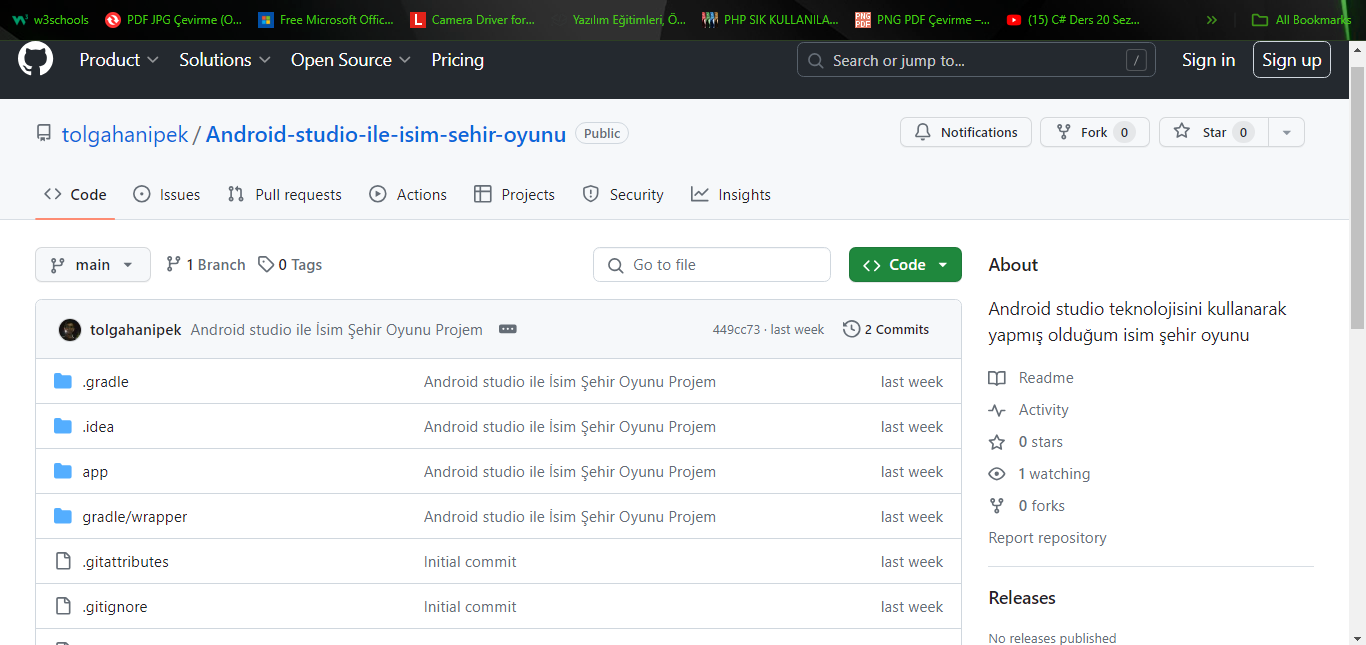 w3schools PDF JPG Çevirme (O... Free Microsoft Offic... Camera Driver for... Yazılım Eğitimleri, Ö... PHP SIK KULLANILA... PNG PDF Çevirme –... (15) C# Ders 20 Sez... » All Bookmarks
Product Solutions Open Source Pricing Search or jump to... / Sign in Sign up
tolgahanipek / Android-studio-ile-isim-sehir-oyunu Public Notifications Fork 0 Star 0
Code Issues Pull requests Actions Projects Security Insights
main 1 Branch 0 Tags Go to file Code
tolgahanipek Android studio ile İsim Şehir Oyunu Projem 449cc73 · last week 2 Commits
.gradle Android studio ile İsim Şehir Oyunu Projem last week
.idea Android studio ile İsim Şehir Oyunu Projem last week
app Android studio ile İsim Şehir Oyunu Projem last week
gradle/wrapper Android studio ile İsim Şehir Oyunu Projem last week
.gitattributes Initial commit last week
.gitignore Initial commit last week
About
Android studio teknolojisini kullanarak
yapmış olduğum isim şehir oyunu
Readme
Activity
0 stars
1 watching
0 forks
Report repository
Releases
No releases published